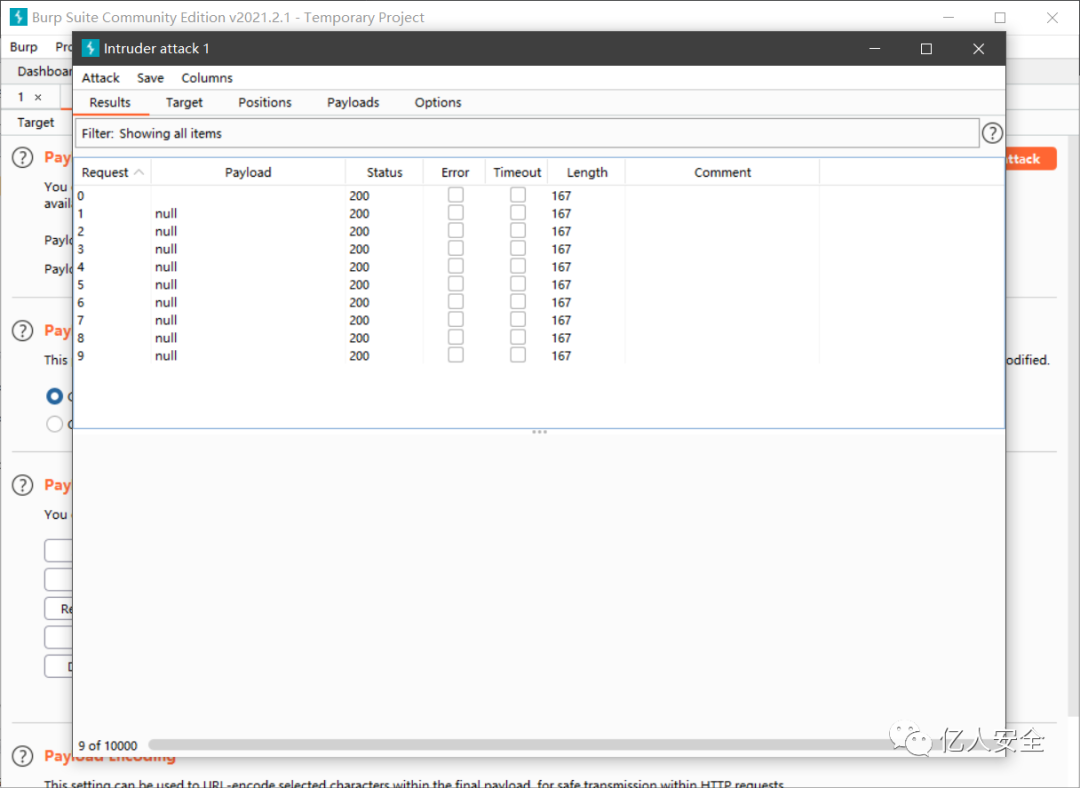 Burp Suite Community Edition v2021.2.1 - Temporary Project
Burp Pro
Intruder attack 1
Dashboar
Attack Save Columns
1 ×
Results Target Positions Payloads Options
Target
Filter: Showing all items
Pay
ttack
Request Payload Status Error Timeout Length Comment
You
0 200 167
avail
1 null 200 167
2 null 200 167
Paylo
3 null 200 167
4 null 200 167
Paylo
5 null 200 167
6 null 200 167
7 null 200 167
Pay
8 null 200 167
9 null 200 167
This
odified.
Pay
You
Re
9 of 10000
亿人安全
Payload Encoding
This setting can be used to URL-encode selected characters within the final payload, for safe transmission within HTTP requests.